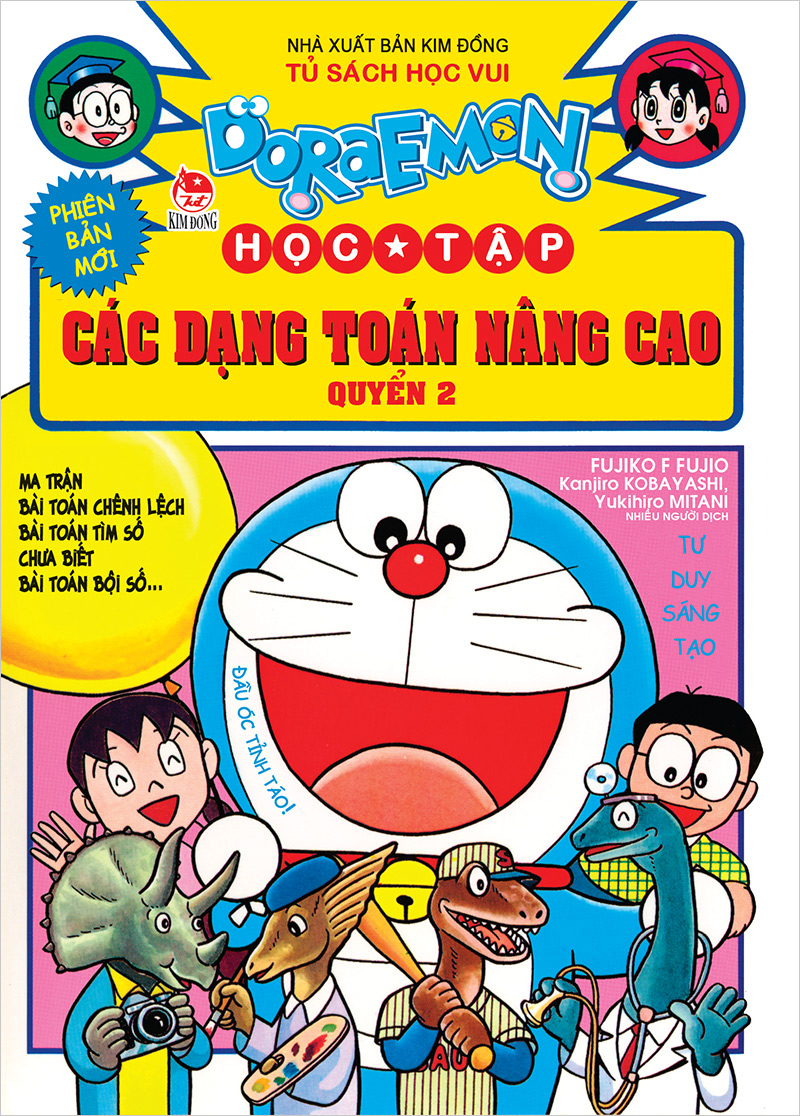 NHÀ XUẤT BẢN KIM ĐỒNG
TỦ SÁCH HỌC VUI
DORAEMON
PHIÊN
BẢN
MỚI
KIM ĐỒNG
HỌC★TẬP
CÁC DẠNG TOÁN NÂNG CAO
QUYỂN 2
MA TRẬN
BÀI TOÁN CHÊNH LỆCH
BÀI TOÁN TÌM SỐ
CHƯA BIẾT
BÀI TOÁN BỘI SỐ...
FUJIKO F FUJIO
Kanjiro KOBAYASHI,
Yukihiro MITANI
NHIỀU NGƯỜI DỊCH
TƯ
DUY
SÁNG
TẠO
ĐẦU ÓC TỈNH TÁO!